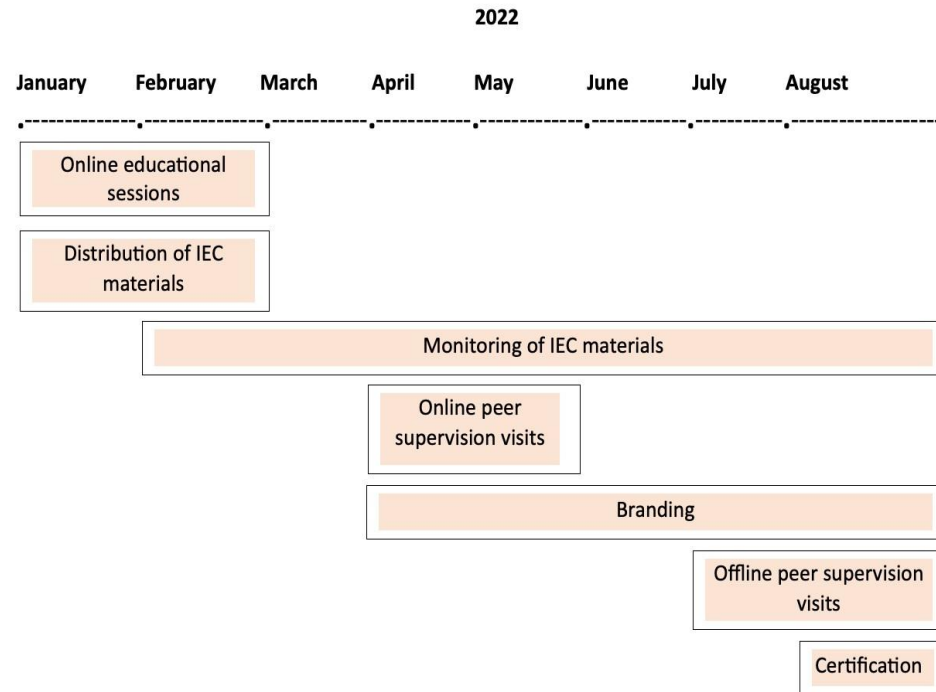 2022
January February March April May June July August
Online educational
sessions
Distribution of IEC
materials
Monitoring of IEC materials
Online peer
supervision visits
Branding
Offline peer supervision
visits
Certification